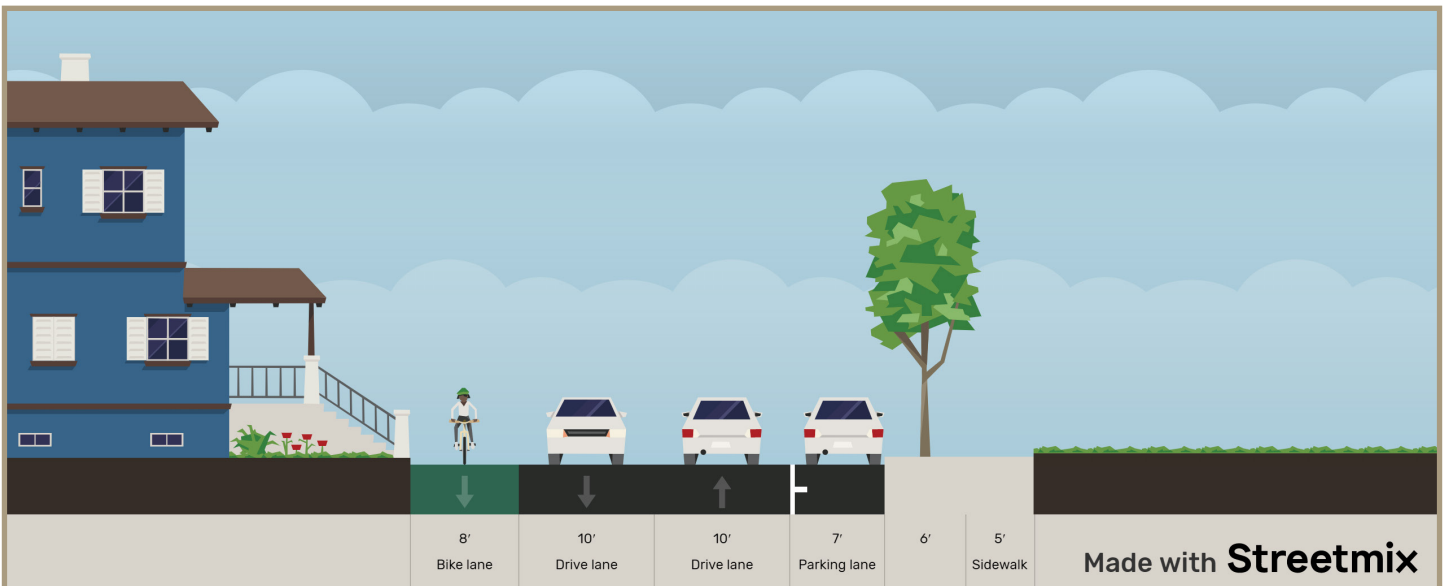 8′ 10′ 10′ 7′ 6′ 5′
Bike lane Drive lane Drive lane Parking lane Sidewalk
Made with Streetmix